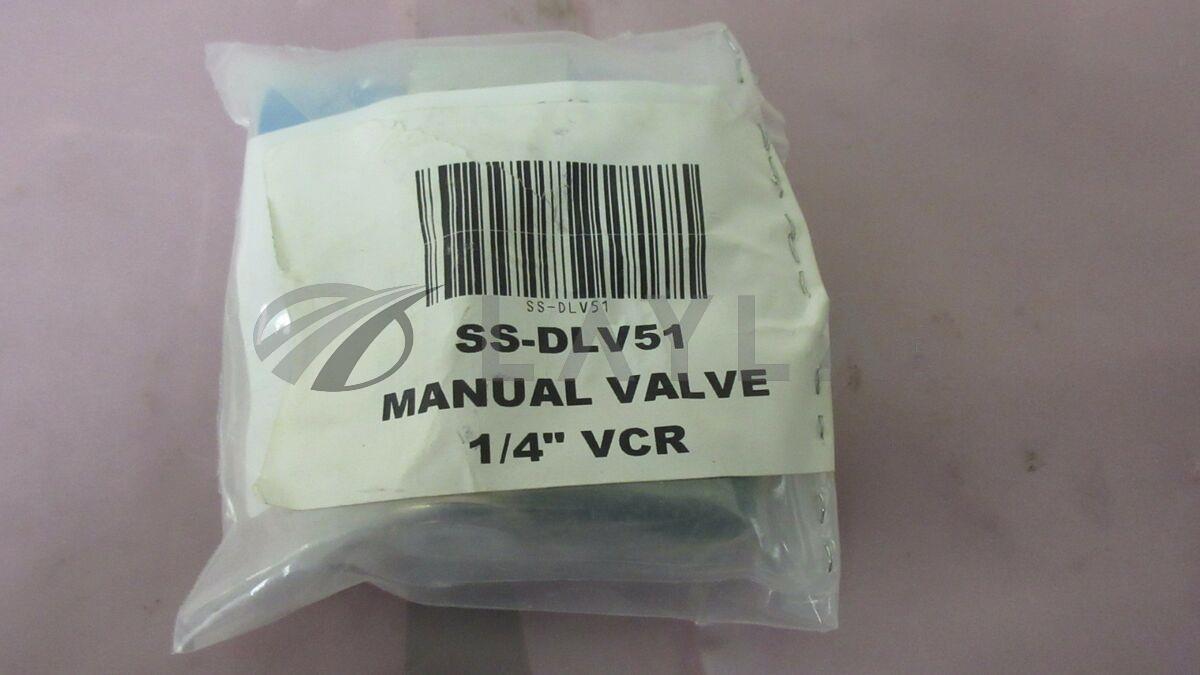 SS-DLV51
SS-DLV51
MANUAL VALVE
1/4" VCR